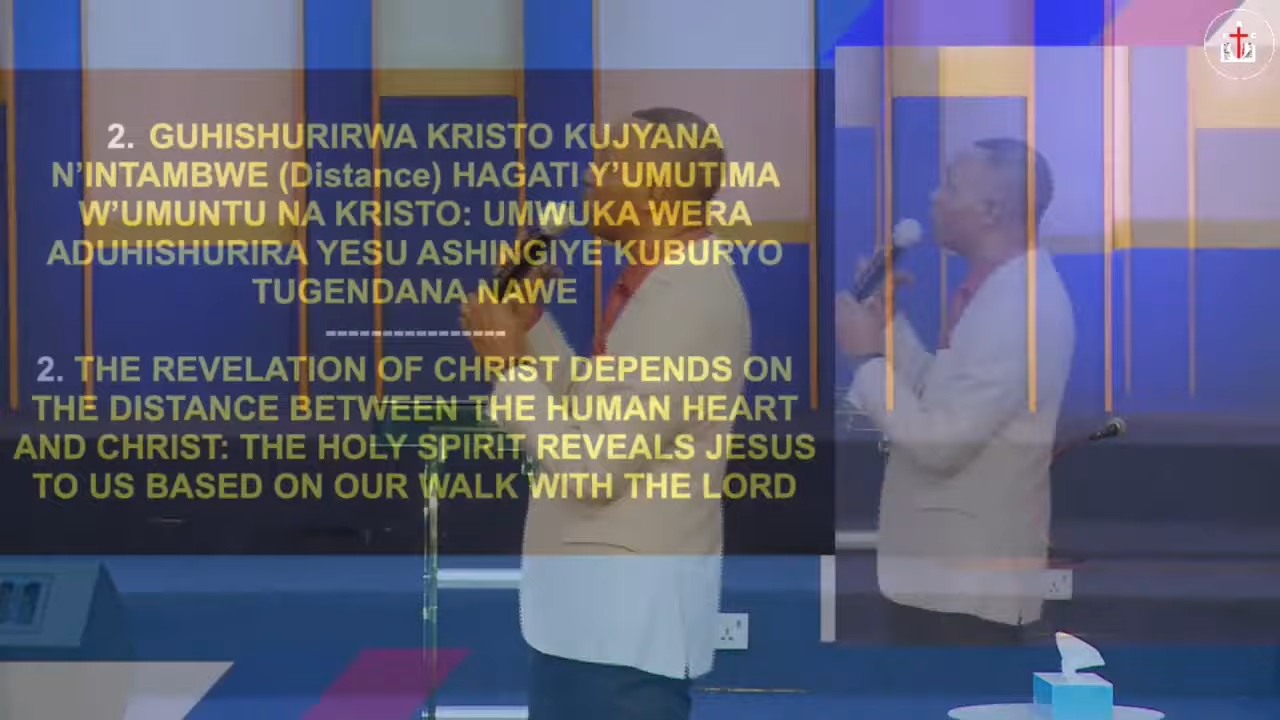 2. GUHISHURIRWA KRISTO KUJYANA
N'INTAMBWE (Distance) HAGATI Y'UMUTIMA
W'UMUNTU NA KRISTO: UMWUKA WERA
ADUHISHURIRA YESU ASHINGIYE KUBURYO
TUGENDANA NAWE
----------------
2. THE REVELATION OF CHRIST DEPENDS ON
THE DISTANCE BETWEEN THE HUMAN HEART
AND CHRIST: THE HOLY SPIRIT REVEALS JESUS
TO US BASED ON OUR WALK WITH THE LORD